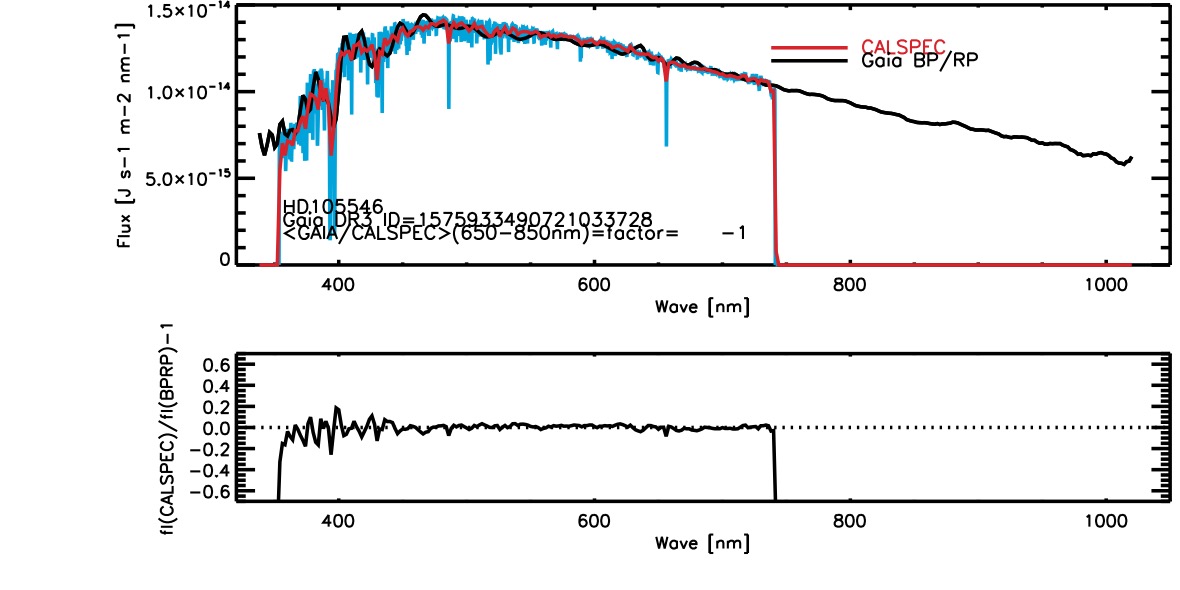 1.5×10−14
1.0×10−14
5.0×10−15
0
Flux [J s−1 m−2 nm−1]
CALSPEC
Gaia BP/RP
HD105546
Gaia DR3 ID=1575933490721033728
<GAIA/CALSPEC>(650−850nm)=factor= −1
400 600 800 1000
Wave [nm]
fl(CALSPEC)/fl(BPRP)−1
0.6
0.4
0.2
0.0
−0.2
−0.4
−0.6
400 600 800 1000
Wave [nm]